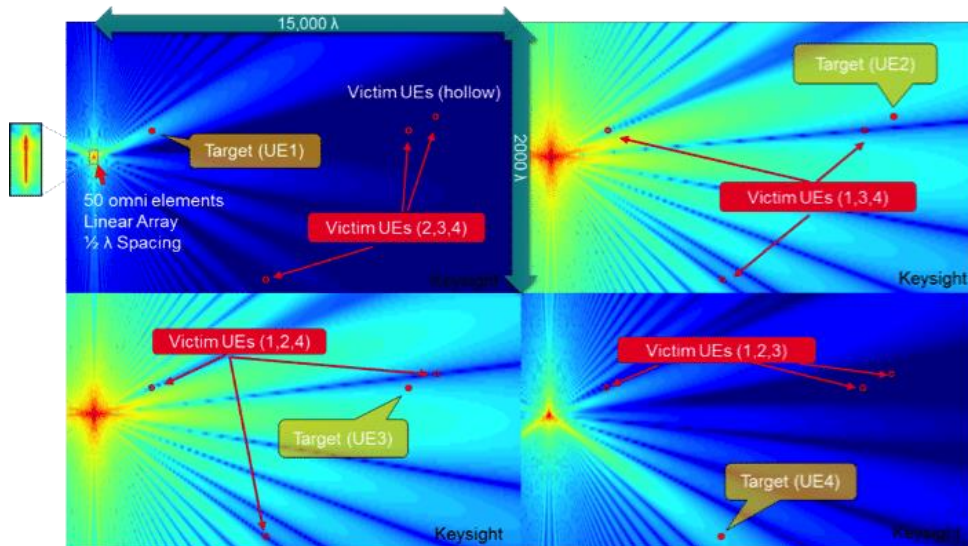 15,000 λ
Victim UEs (hollow)
Target (UE1)
50 omni elements
Linear Array
½ λ Spacing
Victim UEs (2,3,4)
Keysight
2000 λ
Target (UE2)
Victim UEs (1,3,4)
Keysight
Victim UEs (1,2,4)
Target (UE3)
Keysight
Victim UEs (1,2,3)
Target (UE4)
Keysight